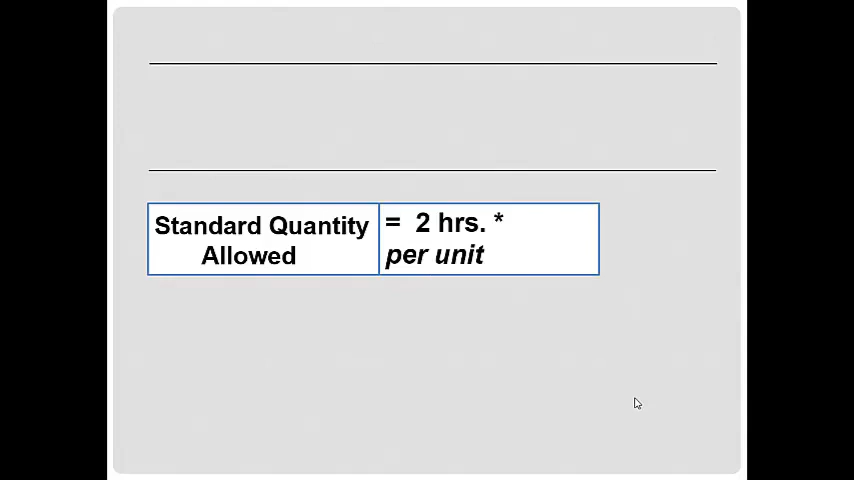 Standard Quantity = 2 hrs. *
Allowed per unit